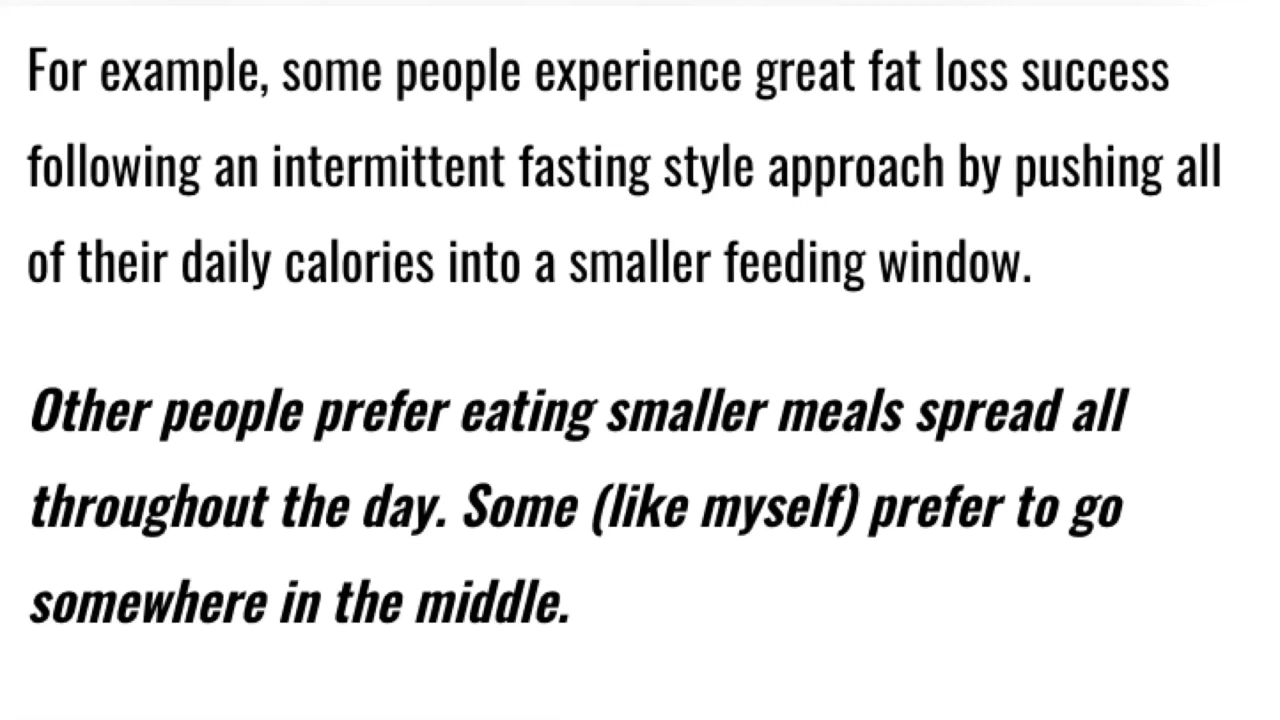 For example, some people experience great fat loss success
following an intermittent fasting style approach by pushing all
of their daily calories into a smaller feeding window.
Other people prefer eating smaller meals spread all
throughout the day. Some (like myself) prefer to go
somewhere in the middle.